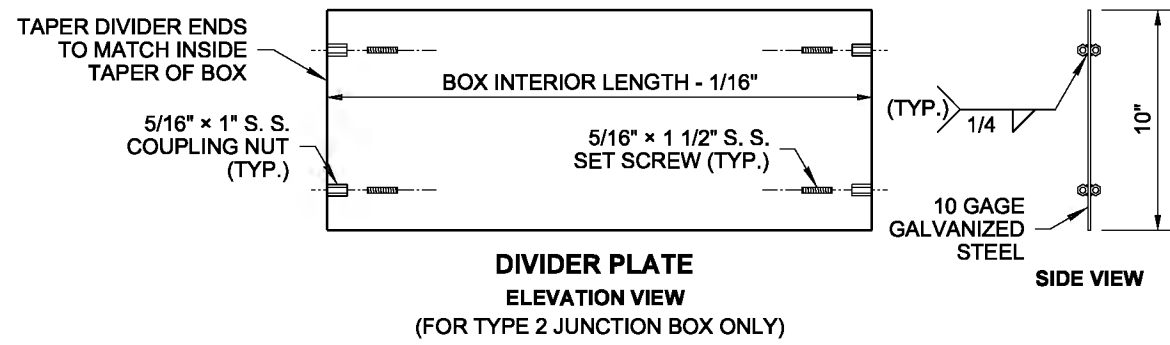 TAPER DIVIDER ENDS
TO MATCH INSIDE
TAPER OF BOX
BOX INTERIOR LENGTH - 1/16"
5/16" × 1" S. S.
COUPLING NUT
(TYP.)
5/16" × 1 1/2" S. S.
SET SCREW (TYP.)
(TYP.)
1/4
10"
10 GAGE
GALVANIZED
STEEL
SIDE VIEW
DIVIDER PLATE
ELEVATION VIEW
(FOR TYPE 2 JUNCTION BOX ONLY)